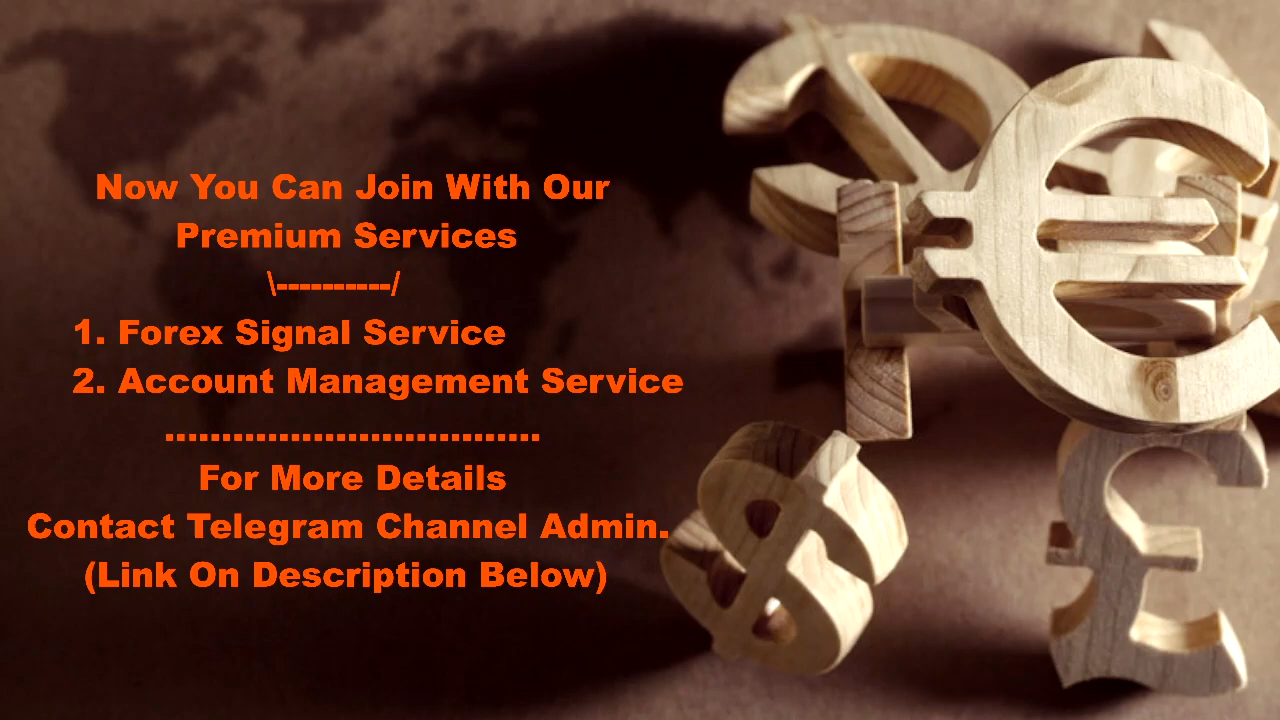 Now You Can Join With Our
Premium Services
\----------/
1. Forex Signal Service
2. Account Management Service
.................................
For More Details
Contact Telegram Channel Admin.
(Link On Description Below)